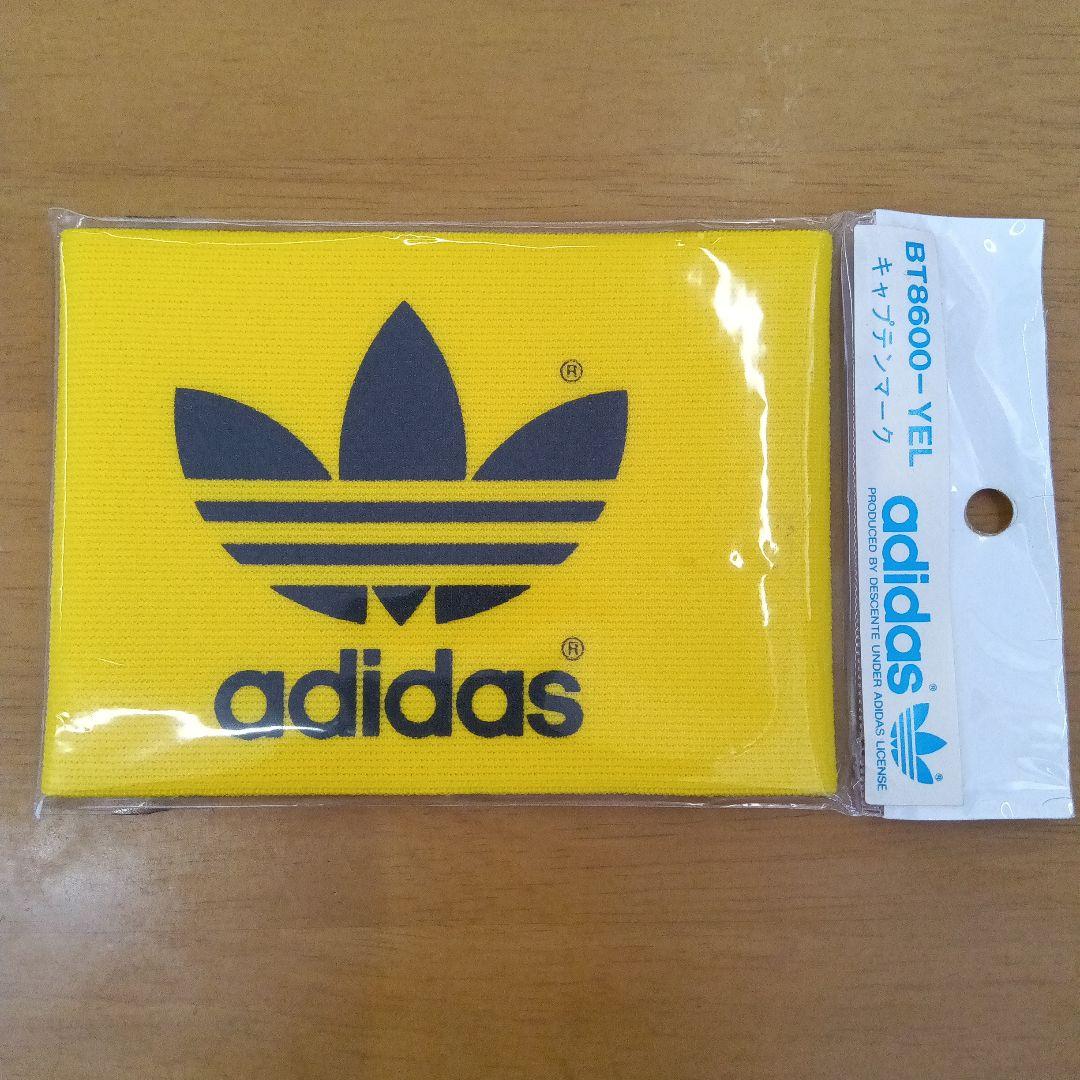 ®
adidas®
BT8600-YEL
キャプテンマーク
adidas®
PRODUCED BY DESCENTE UNDER ADIDAS LICENSE